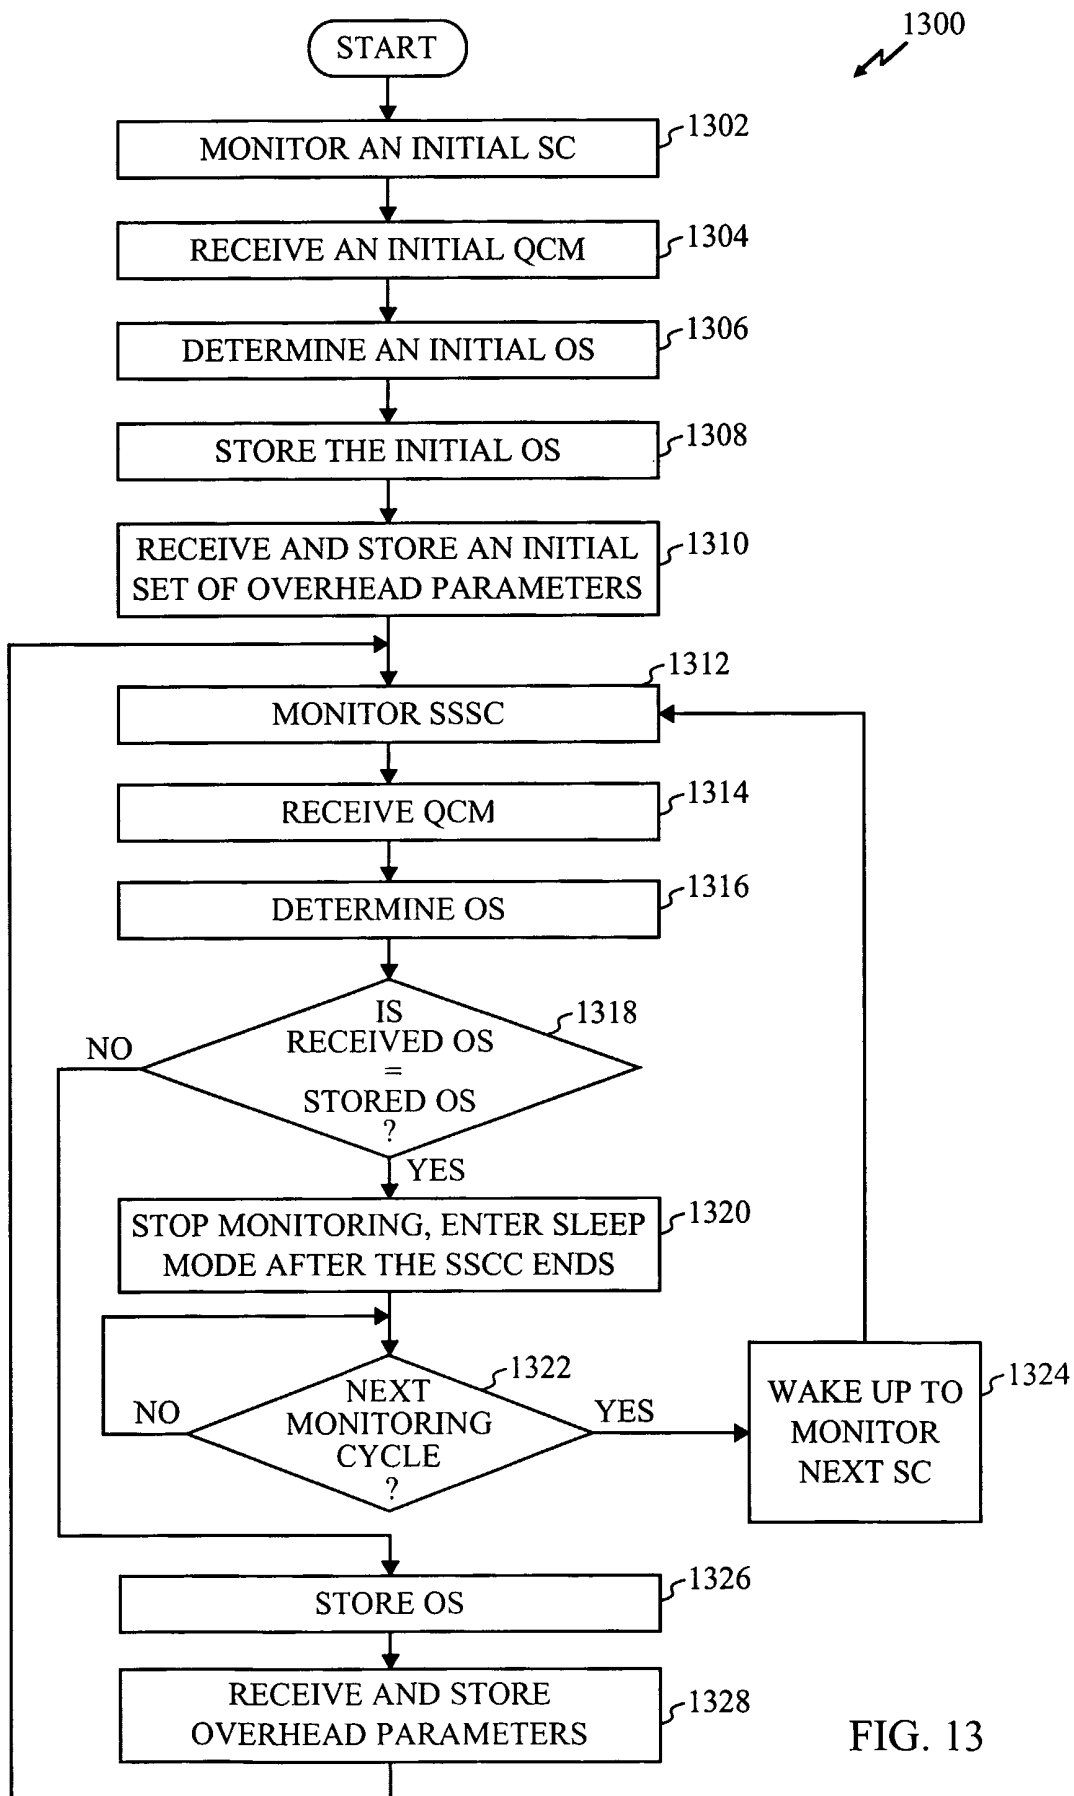 START
1300
1302
MONITOR AN INITIAL SC
1304
RECEIVE AN INITIAL QCM
1306
DETERMINE AN INITIAL OS
1308
STORE THE INITIAL OS
1310
RECEIVE AND STORE AN INITIAL
SET OF OVERHEAD PARAMETERS
1312
MONITOR SSSC
1314
RECEIVE QCM
1316
DETERMINE OS
1318
IS
RECEIVED OS
=
STORED OS
?
NO
YES
1320
STOP MONITORING, ENTER SLEEP
MODE AFTER THE SSCC ENDS
1322
NEXT
MONITORING
CYCLE
?
NO
YES
1324
WAKE UP TO
MONITOR
NEXT SC
1326
STORE OS
1328
RECEIVE AND STORE
OVERHEAD PARAMETERS
FIG. 13